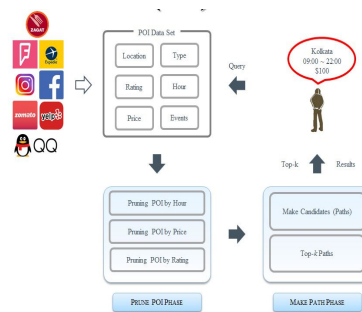 ZAGAT
Expedia
zomato
yelp
QQ
POI Data Set
Location
Type
Rating
Hour
Price
Events
Query
Kolkata
09:00 ~ 22:00
$100
Top-k
Results
Pruning POI by Hour
Pruning POI by Price
Pruning POI by Rating
PRUNE POI PHASE
Make Candidates (Paths)
Top-k Paths
MAKE PATH PHASE